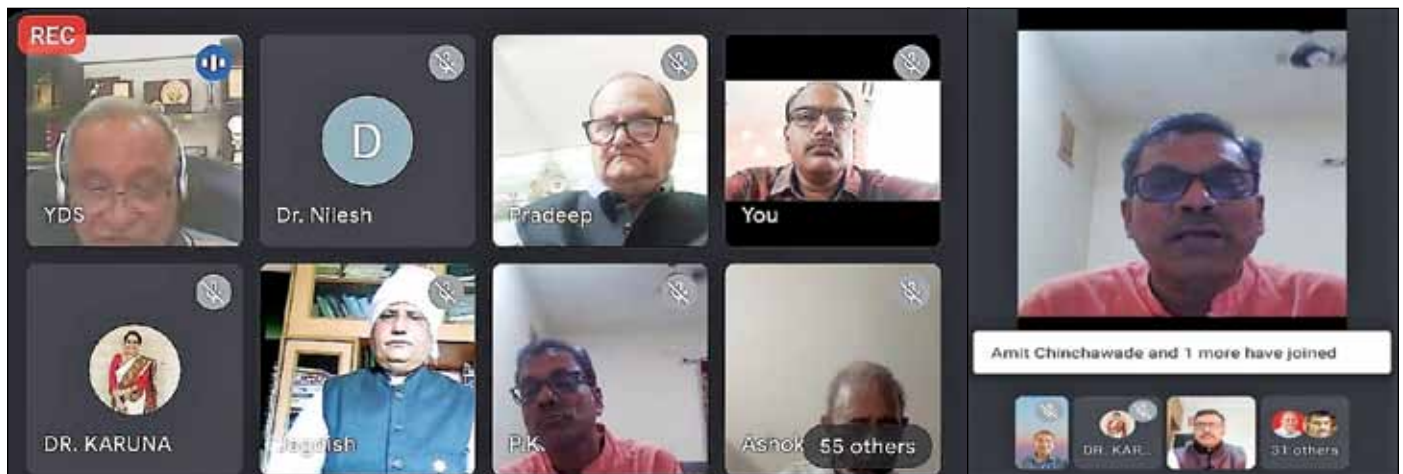 REC
YDS
D
Dr. Nilesh
Pradeep
You
DR. KARUNA
Jagdish
P.K.
Ashok
55 others
Amit Chinchawade and 1 more have joined
DR. KAR...
31 others